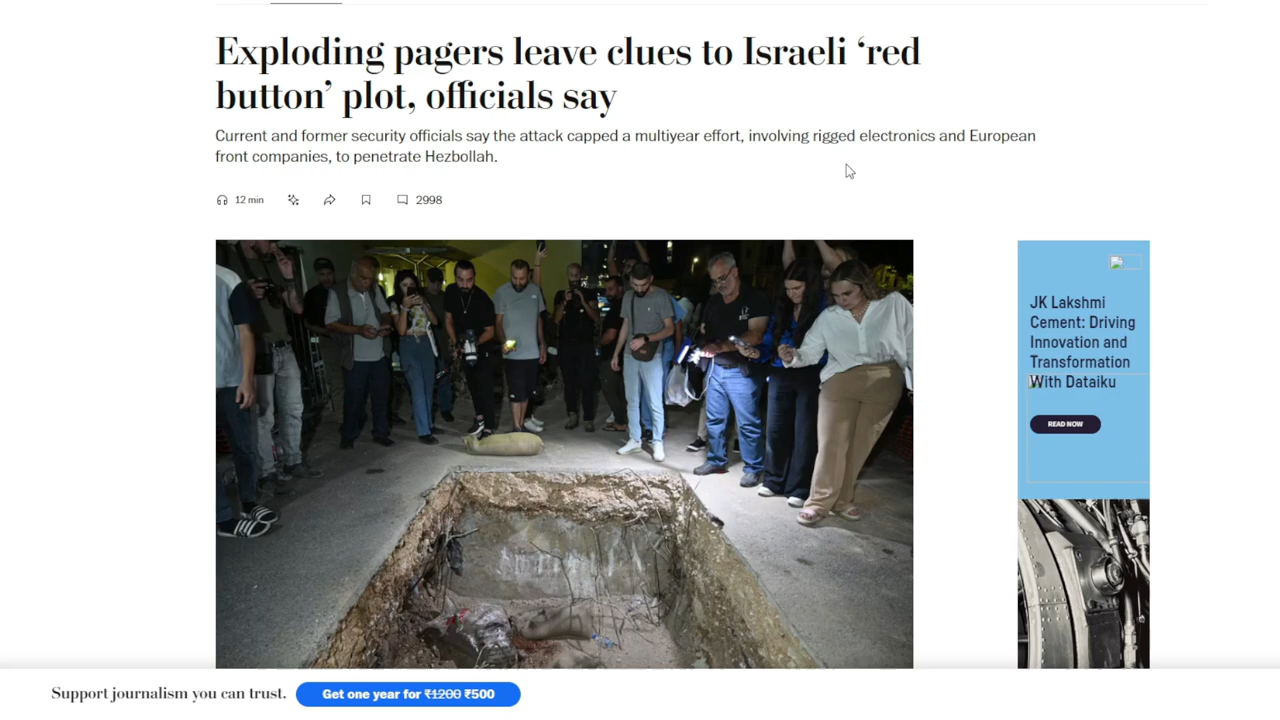 Exploding pagers leave clues to Israeli ‘red
button’ plot, officials say
Current and former security officials say the attack capped a multiyear effort, involving rigged electronics and European
front companies, to penetrate Hezbollah.
12 min
2998
JK Lakshmi
Cement: Driving
Innovation and
Transformation
With Dataiku
READ NOW
Support journalism you can trust.
Get one year for ₹1200 ₹500